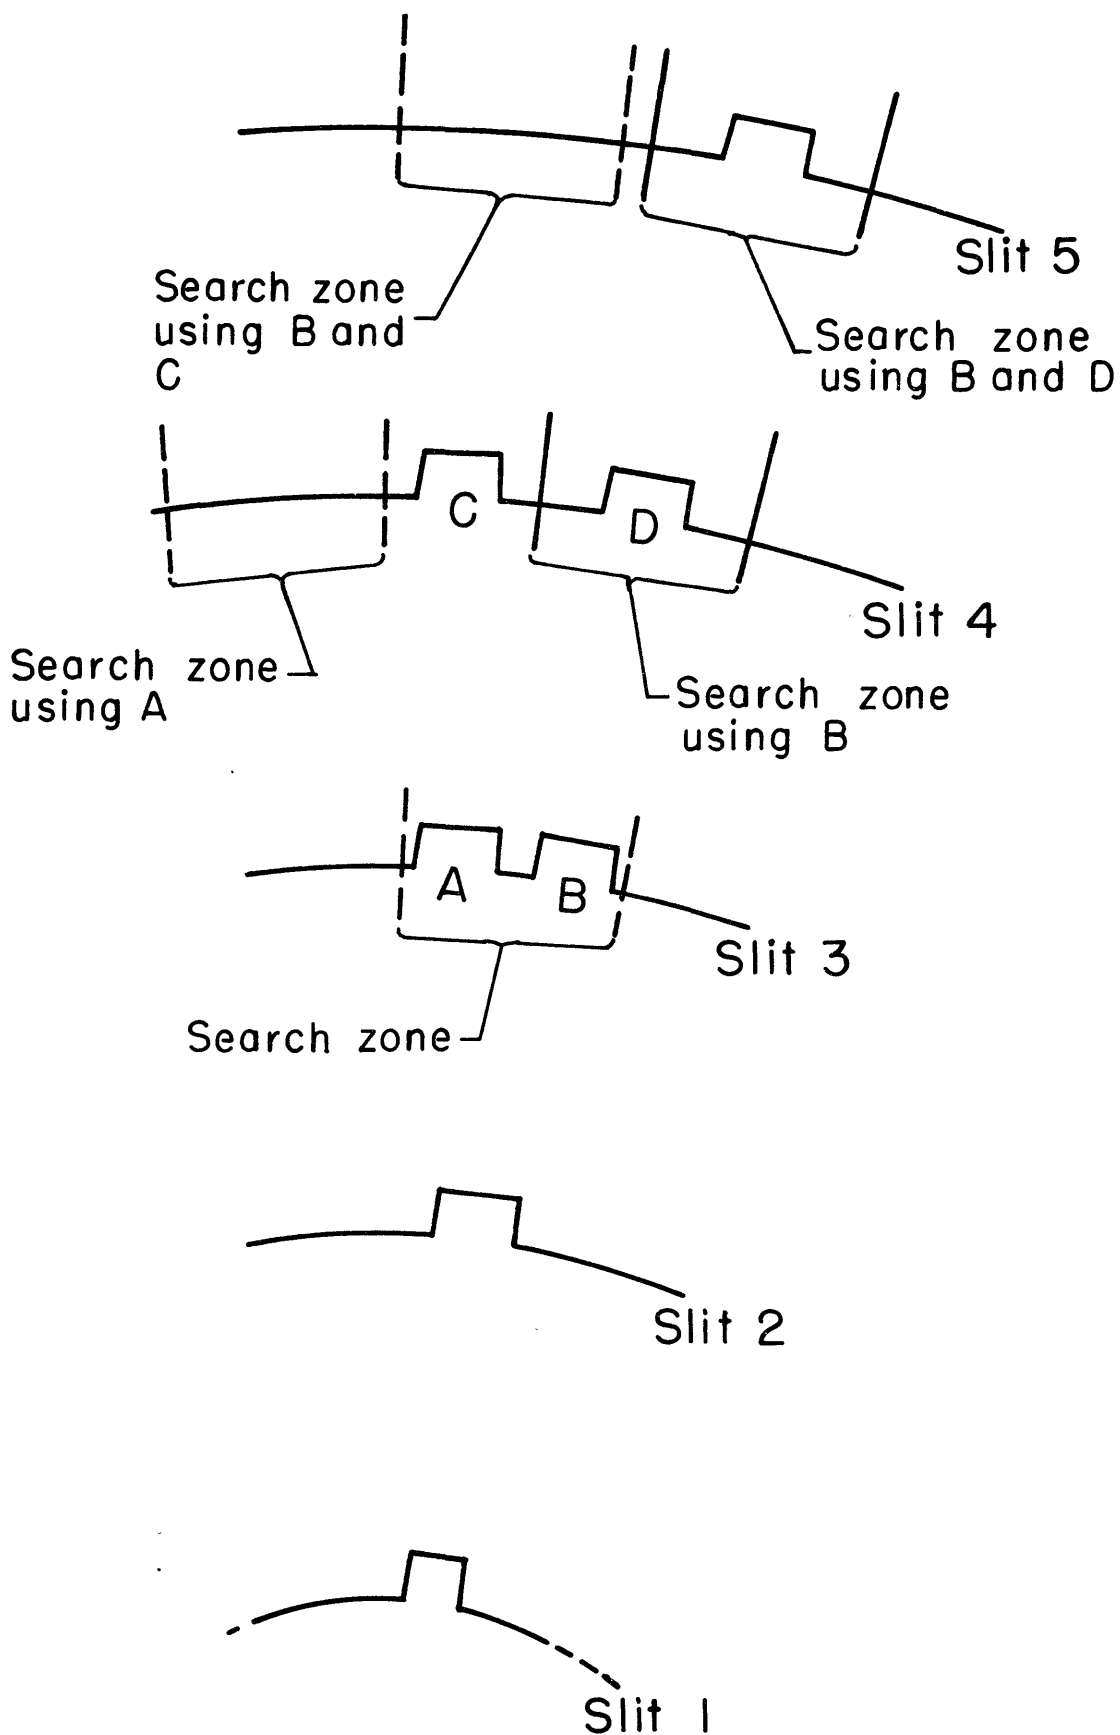 Slit 5
Search zone
using B and
C
Search zone
using B and D
C
D
Slit 4
Search zone
using A
Search zone
using B
A
B
Slit 3
Search zone
Slit 2
Slit 1